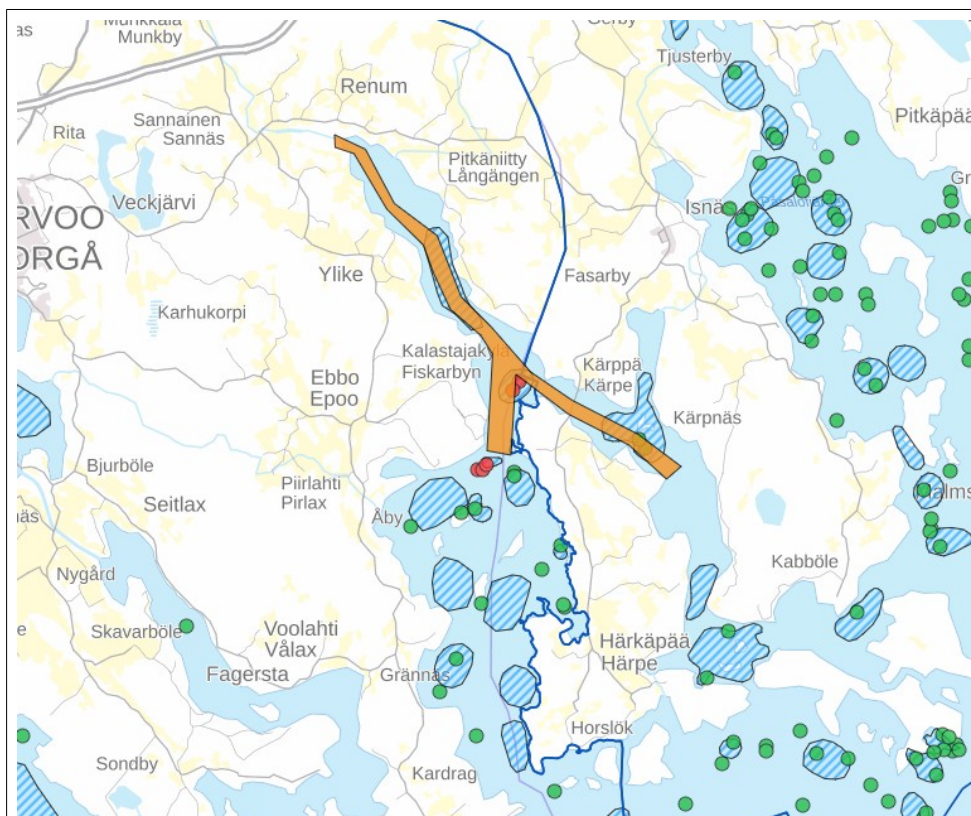 Munkby
Gerby
Tjusterby
Renum
Pitkäpää
Sannainen
Sannäs
Rita
Pitkäniitty
Långängen
Veckjärvi
Isnä
Gr
RVOO
ORGÅ
Ylike
Fasarby
Karhukorpi
Kalastajakylä
Fiskarbyn
Kärppä
Kärpe
Ebbo
Epoo
Kärpnäs
Bjurböle
Piirlahti
Pirlax
Seitlax
Åby
Nygård
Kabböle
Skavarböle
Voolahti
Vålax
Härkäpää
Härpe
Fagersta
Grännäs
Horslök
Sondby
Kardrag